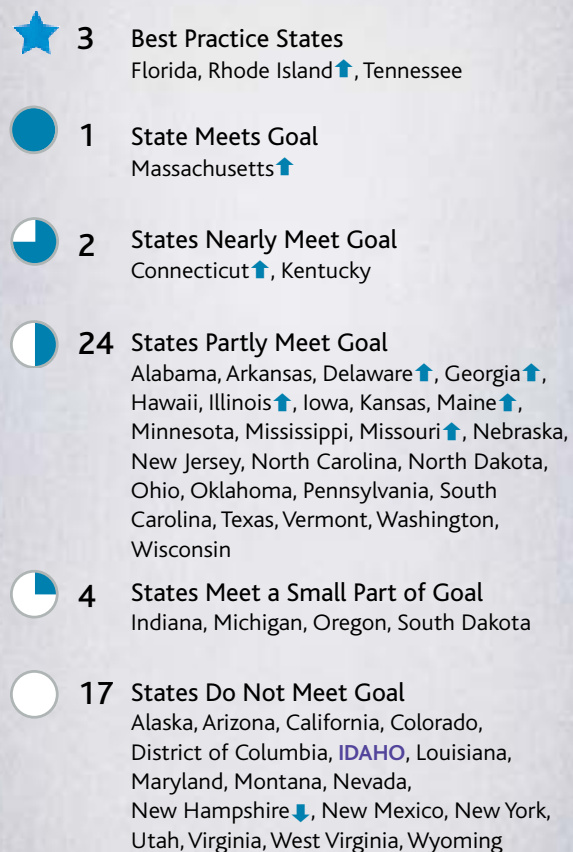 3 Best Practice States
Florida, Rhode Island⬆, Tennessee
1 State Meets Goal
Massachusetts⬆
2 States Nearly Meet Goal
Connecticut⬆, Kentucky
24 States Partly Meet Goal
Alabama, Arkansas, Delaware⬆, Georgia⬆,
Hawaii, Illinois⬆, Iowa, Kansas, Maine⬆,
Minnesota, Mississippi, Missouri⬆, Nebraska,
New Jersey, North Carolina, North Dakota,
Ohio, Oklahoma, Pennsylvania, South
Carolina, Texas, Vermont, Washington,
Wisconsin
4 States Meet a Small Part of Goal
Indiana, Michigan, Oregon, South Dakota
17 States Do Not Meet Goal
Alaska, Arizona, California, Colorado,
District of Columbia, IDAHO, Louisiana,
Maryland, Montana, Nevada,
New Hampshire⬇, New Mexico, New York,
Utah, Virginia, West Virginia, Wyoming